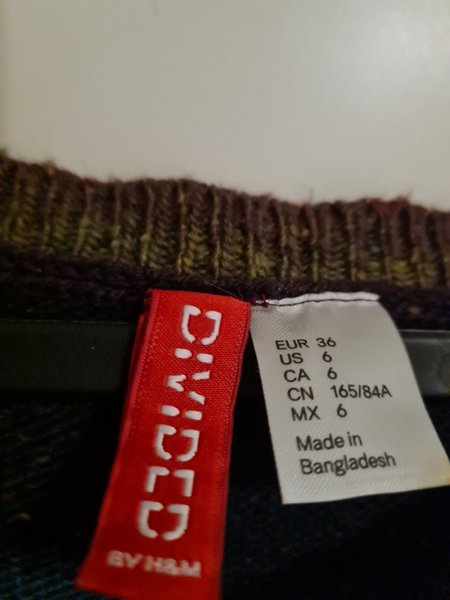 DIVIDED
BY H&M
EUR 36
US 6
CA 6
CN 165/84A
MX 6
Made in
Bangladesh